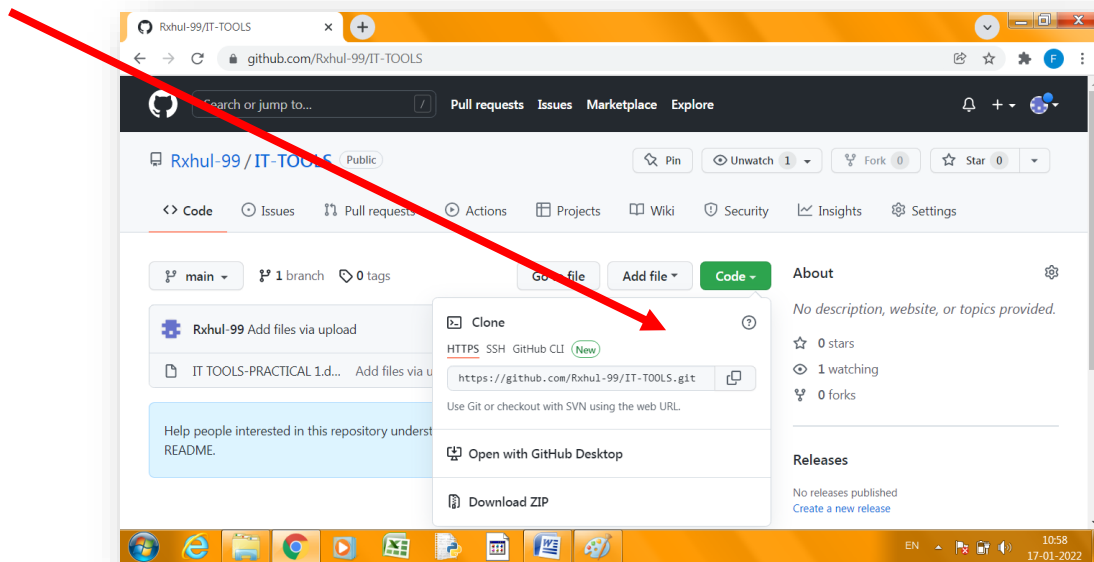 Rxhul-99/IT-TOOLS
github.com/Rxhul-99/IT-TOOLS F
Search or jump to... / Pull requests Issues Marketplace Explore
Rxhul-99 / IT-TOOLS Public Pin Unwatch 1 Fork 0 Star 0
Code Issues Pull requests Actions Projects Wiki Security Insights Settings
main 1 branch 0 tags Go to file Add file Code About
No description, website, or topics provided.
Rxhul-99 Add files via upload Clone
HTTPS SSH GitHub CLI New 0 stars
IT TOOLS-PRACTICAL 1.d... Add files via u https://github.com/Rxhul-99/IT-TOOLS.git 1 watching
Use Git or checkout with SVN using the web URL. 0 forks
Help people interested in this repository underst
README.
Open with GitHub Desktop Releases
Download ZIP No releases published
Create a new release
EN 10:58
17-01-2022